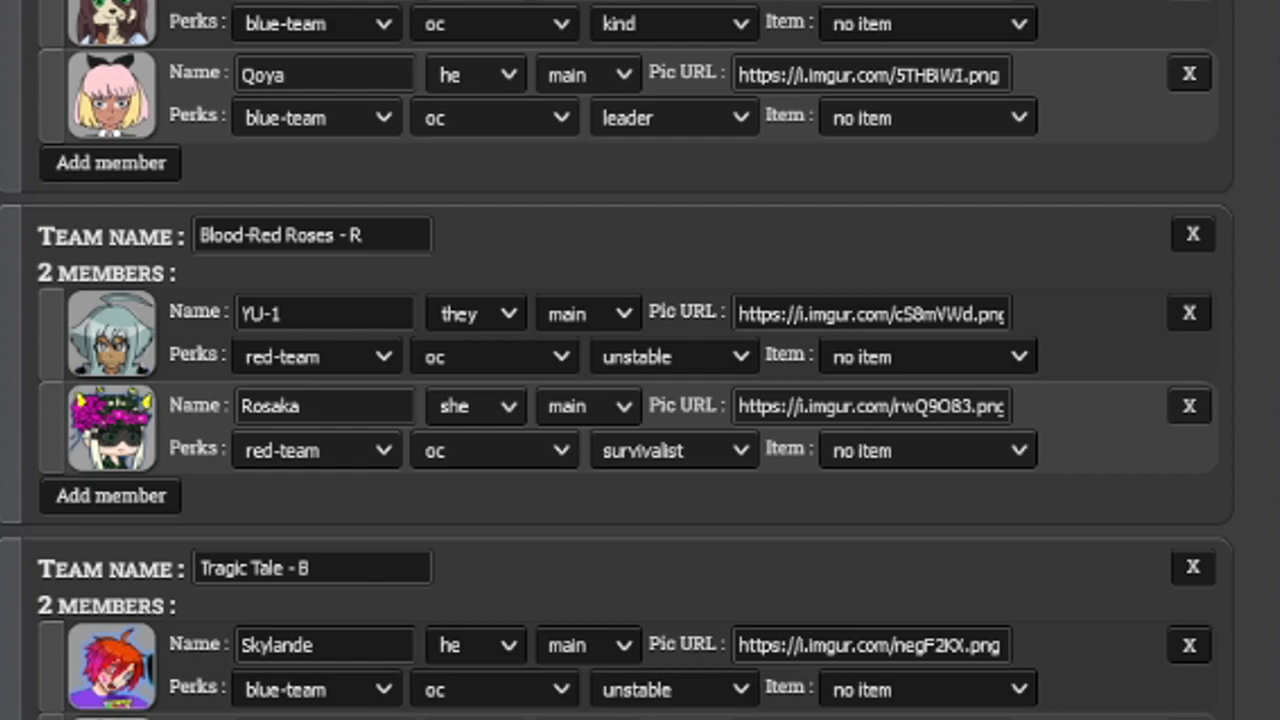 Perks : blue-team oc kind Item : no item
Name : Qoya he main Pic URL : https://i.imgur.com/5THBiWI.png X
Perks : blue-team oc leader Item : no item
Add member
TEAM NAME : Blood-Red Roses - R X
2 MEMBERS :
Name : YU-1 they main Pic URL : https://i.imgur.com/cS8mVWd.png X
Perks : red-team oc unstable Item : no item
Name : Rosaka she main Pic URL : https://i.imgur.com/rwQ9O83.png X
Perks : red-team oc survivalist Item : no item
Add member
TEAM NAME : Tragic Tale - B X
2 MEMBERS :
Name : Skylande he main Pic URL : https://i.imgur.com/negF2KX.png X
Perks : blue-team oc unstable Item : no item